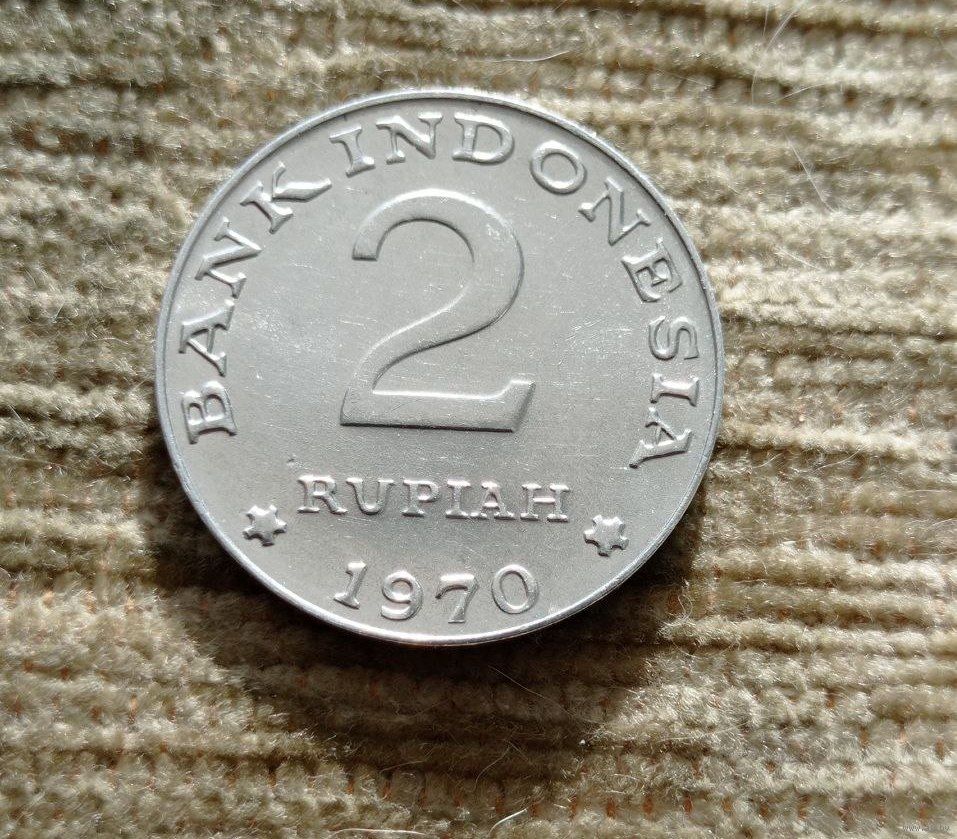 BANK INDONESIA
2
RUPIAH
1970